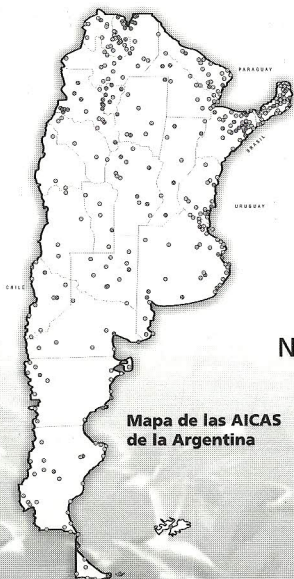 PARAGUAY
BRASIL
URUGUAY
CHILE
N
Mapa de las AICAS
de la Argentina